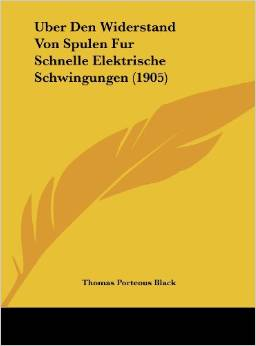 Uber Den Widerstand
Von Spulen Fur
Schnelle Elektrische
Schwingungen (1905)
Thomas Porteous Black